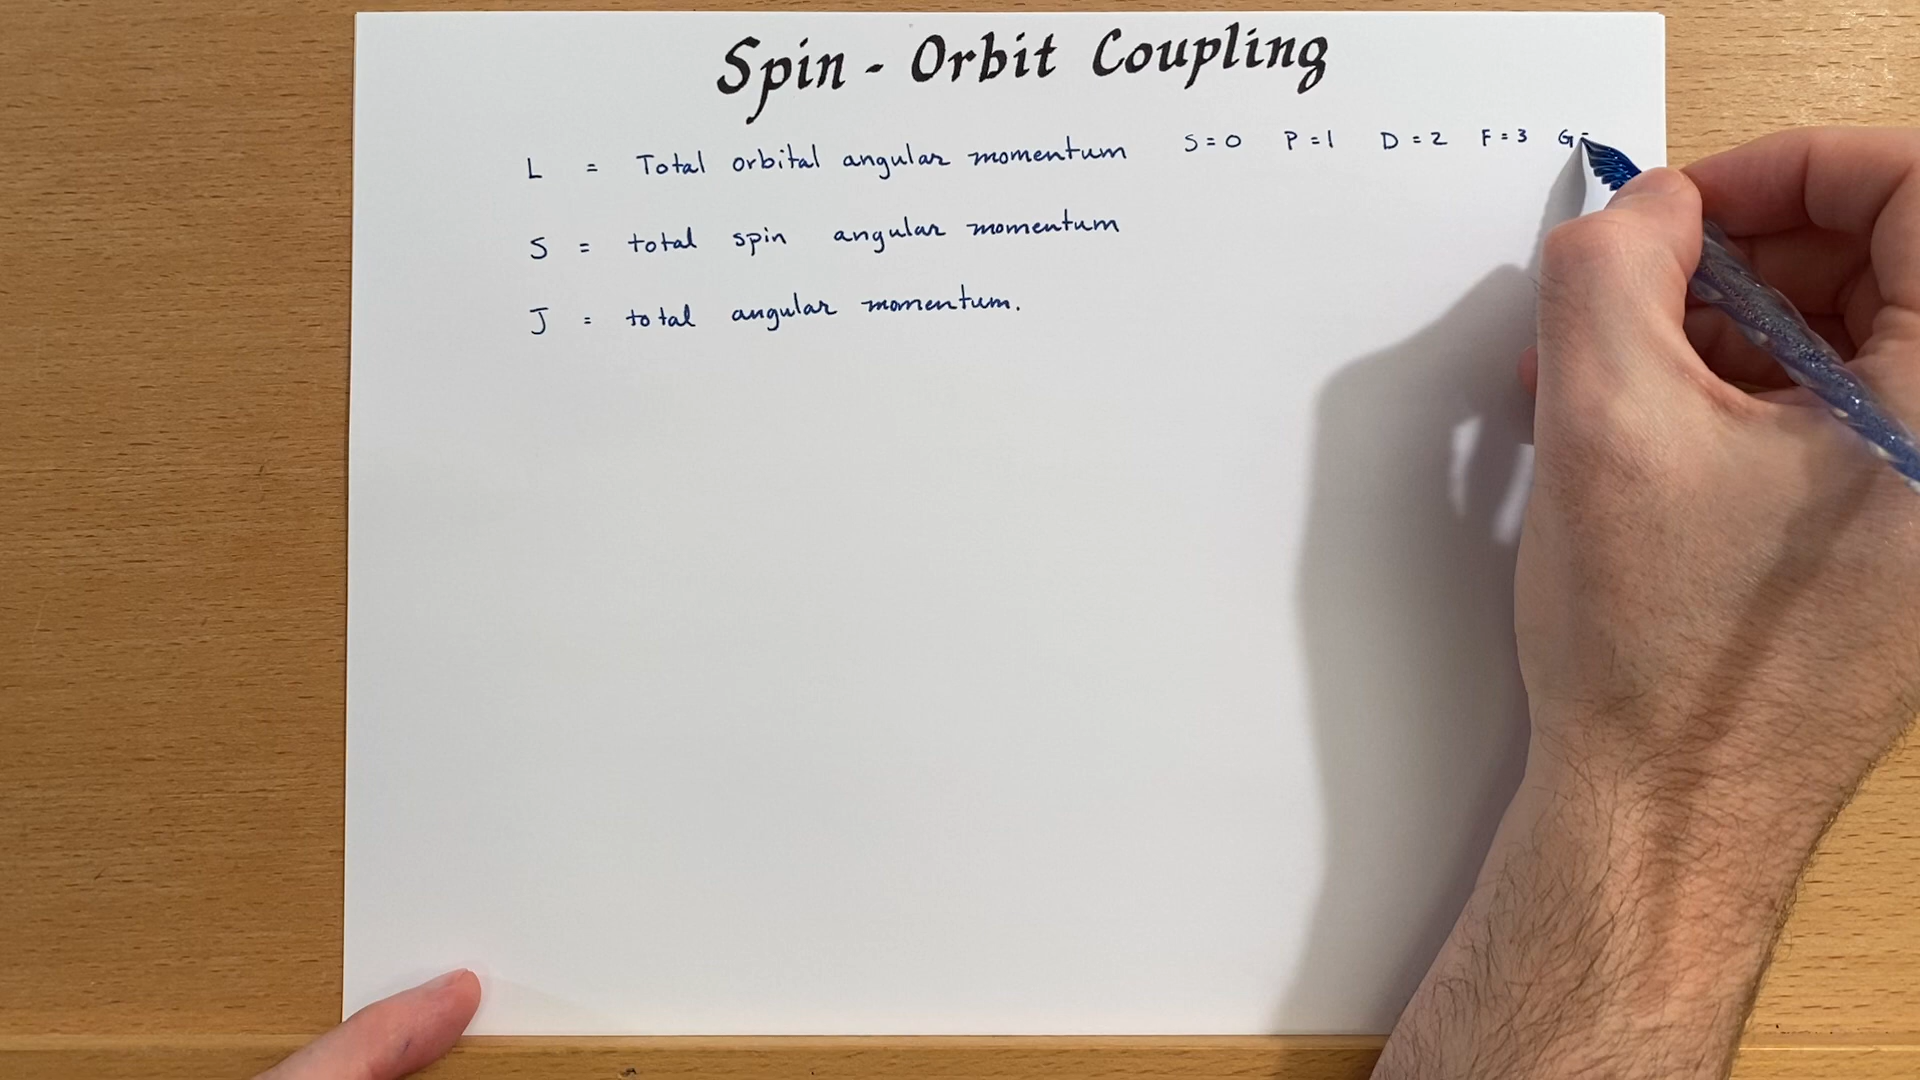 Spin - Orbit Coupling
L = Total orbital angular momentum S = 0 P = 1 D = 2 F = 3 G =
S = total spin angular momentum
J = total angular momentum.